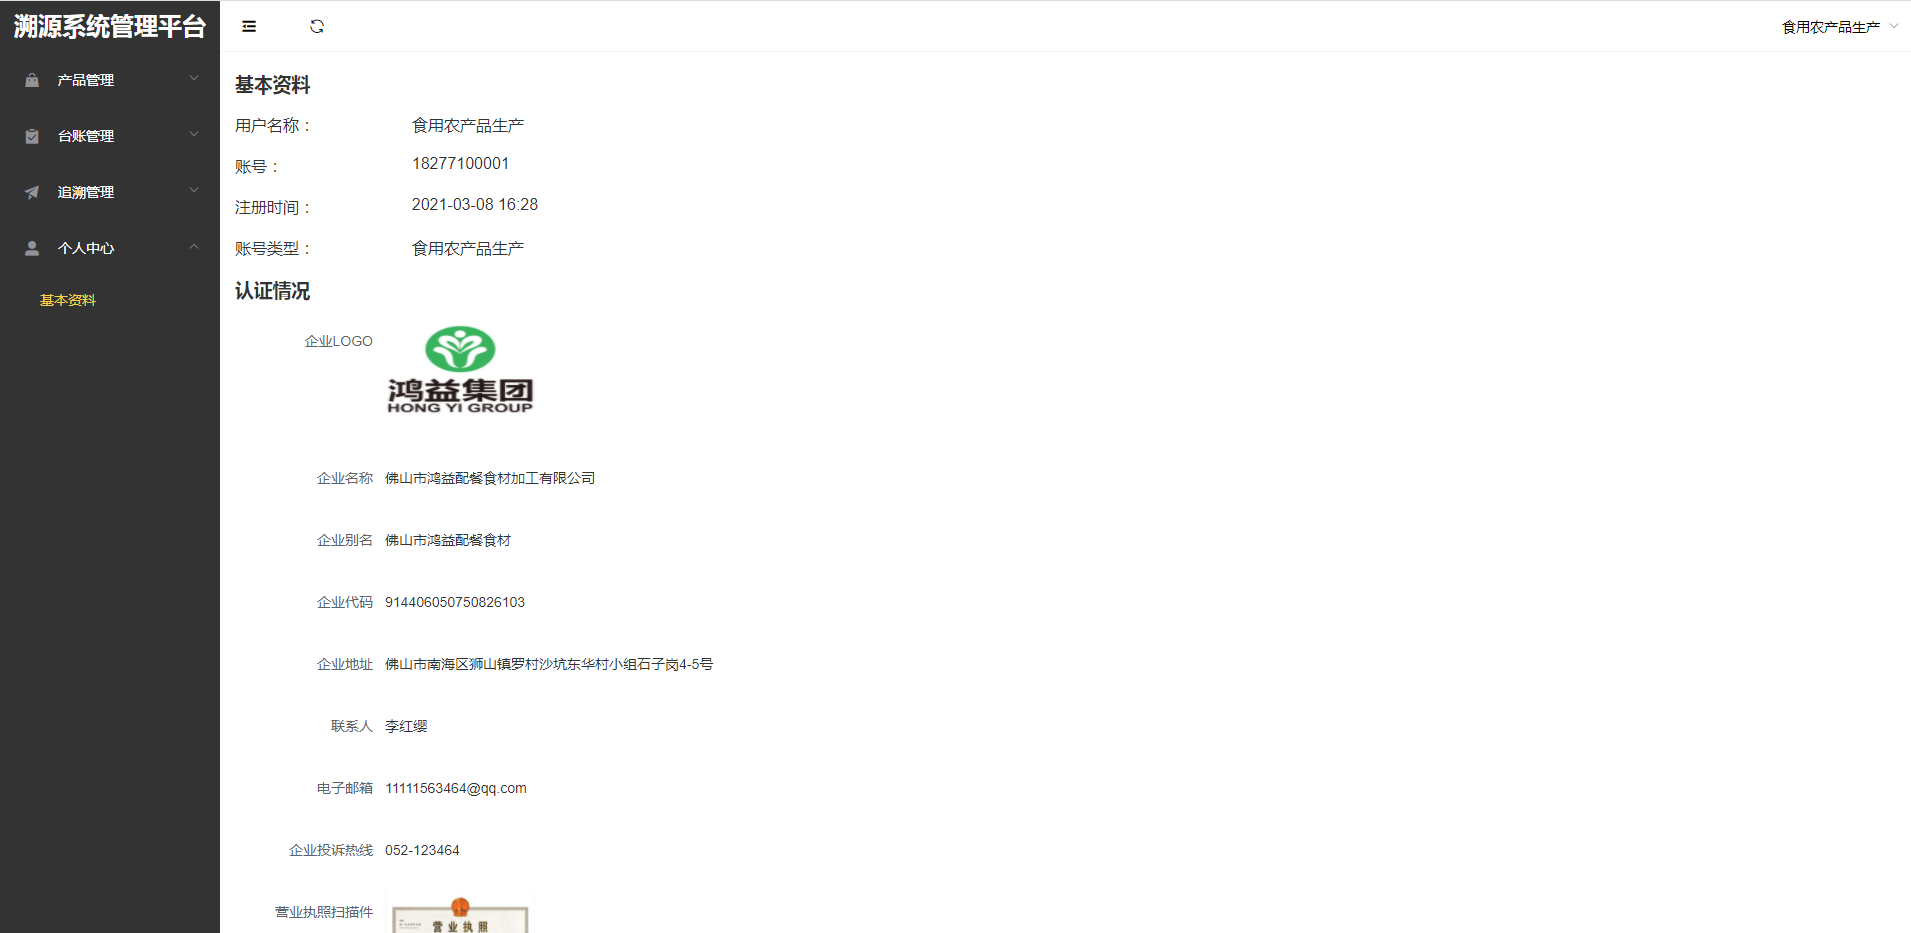 溯源系统管理平台
食用农产品生产
产品管理
台账管理
追溯管理
个人中心
基本资料
基本资料
用户名称：
食用农产品生产
账号：
18277100001
注册时间：
2021-03-08 16:28
账号类型：
食用农产品生产
认证情况
企业LOGO
鸿益集团
HONG YI GROUP
企业名称 佛山市鸿益配餐食材加工有限公司
企业别名 佛山市鸿益配餐食材
企业代码 914406050750826103
企业地址 佛山市南海区狮山镇罗村沙坑东华村小组石子岗4-5号
联系人 李红缨
电子邮箱 11111563464@qq.com
企业投诉热线 052-123464
营业执照扫描件
营业执照